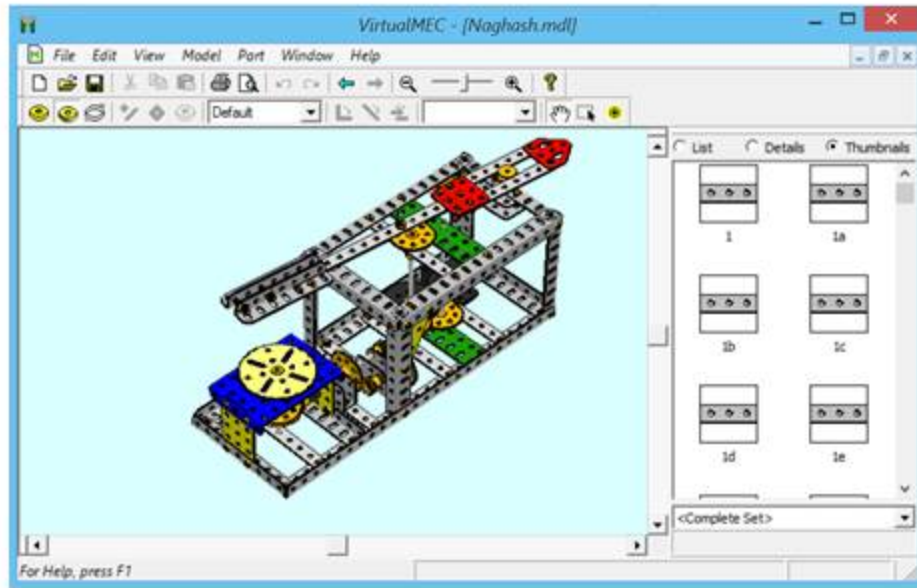 VirtualMEC - [Naghash.mdl]
File Edit View Model Part Window Help
Default
List Details Thumbnails
1 1a
1b 1c
1d 1e
<Complete Set>
For Help, press F1